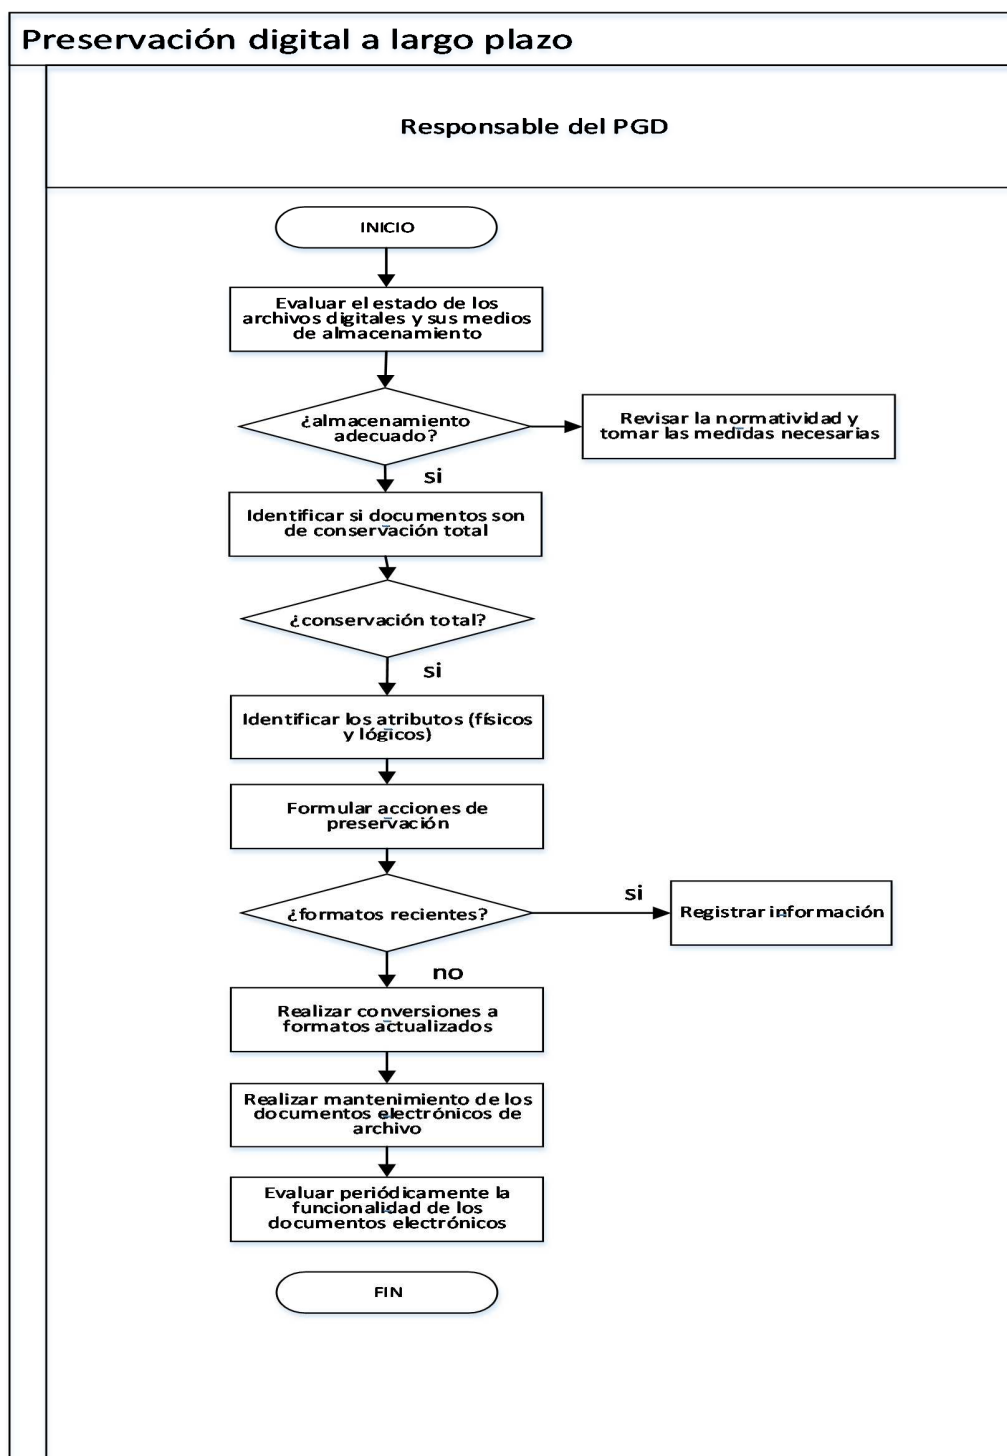 Preservación digital a largo plazo
Responsable del PGD
INICIO
Evaluar el estado de los
archivos digitales y sus medios
de almacenamiento
¿almacenamiento
adecuado?
Revisar la normatividad y
tomar las medidas necesarias
si
Identificar si documentos son
de conservación total
¿conservación total?
si
Identificar los atributos (físicos
y lógicos)
Formular acciones de
preservación
¿formatos recientes?
si
Registrar información
no
Realizar conversiones a
formatos actualizados
Realizar mantenimiento de los
documentos electrónicos de
archivo
Evaluar periódicamente la
funcionalidad de los
documentos electrónicos
FIN